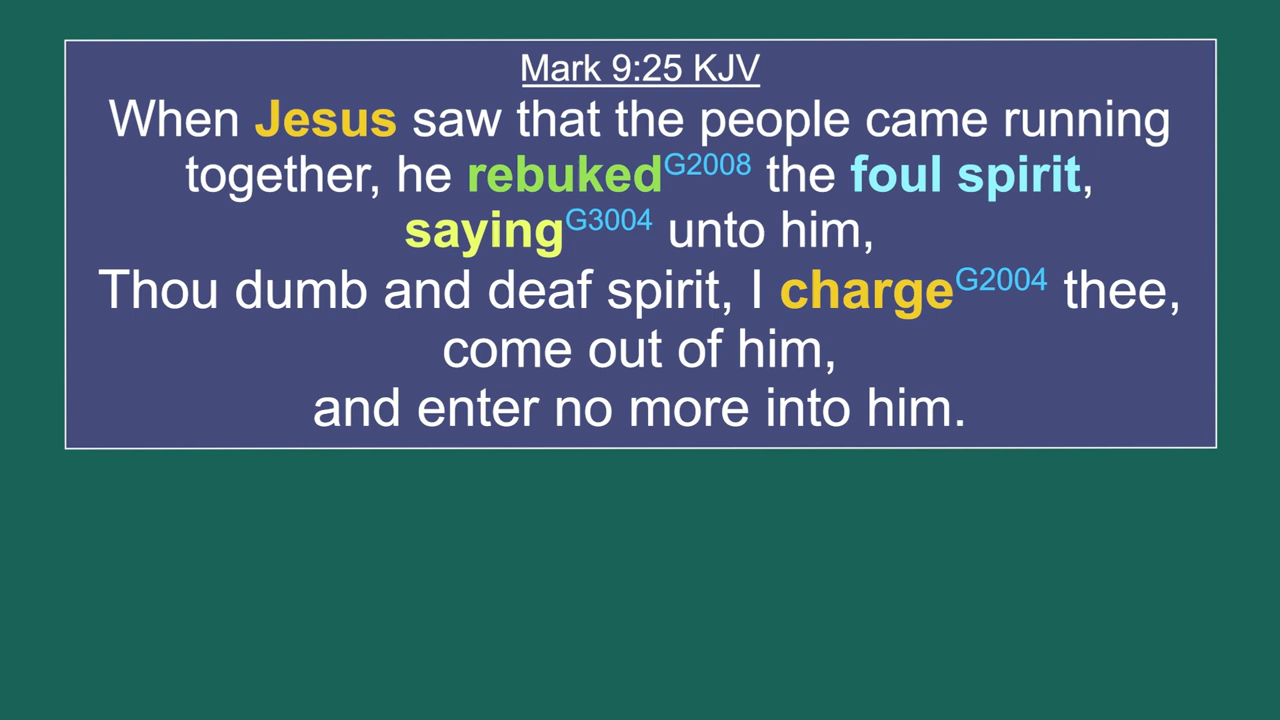 Mark 9:25 KJV
When Jesus saw that the people came running
together, he rebukedG2008 the foul spirit,
sayingG3004 unto him,
Thou dumb and deaf spirit, I chargeG2004 thee,
come out of him,
and enter no more into him.